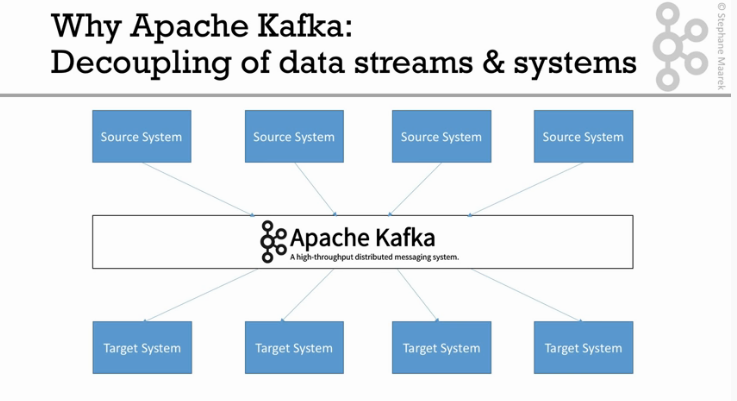 Why Apache Kafka:
Decoupling of data streams & systems
© Stephane Maarek
Source System
Source System
Source System
Source System
Apache Kafka
A high-throughput distributed messaging system.
Target System
Target System
Target System
Target System